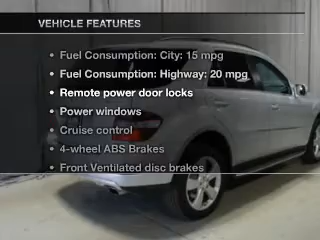 VEHICLE FEATURES
• Fuel Consumption: City: 15 mpg
• Fuel Consumption: Highway: 20 mpg
• Remote power door locks
• Power windows
• Cruise control
• 4-wheel ABS Brakes
• Front Ventilated disc brakes